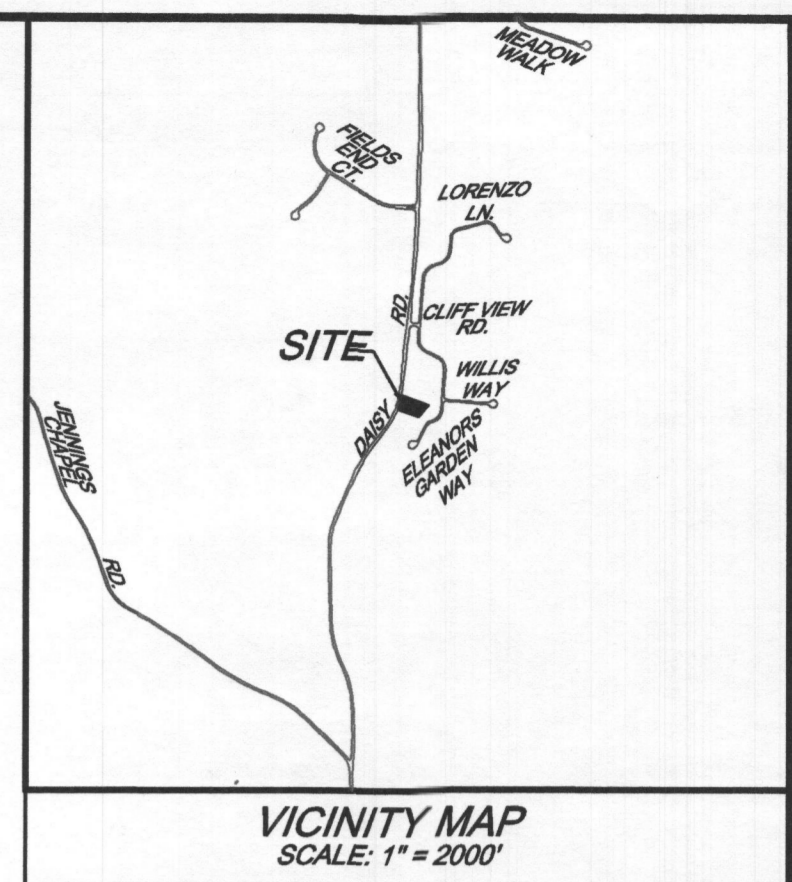 MEADOW
WALK
FIELDS
END
CT.
LORENZO
LN.
RD.
CLIFF VIEW
RD.
SITE
WILLIS
WAY
DAISY
ELEANORS
GARDEN
WAY
JENNINGS
CHAPEL
RD.
VICINITY MAP
SCALE: 1" = 2000'